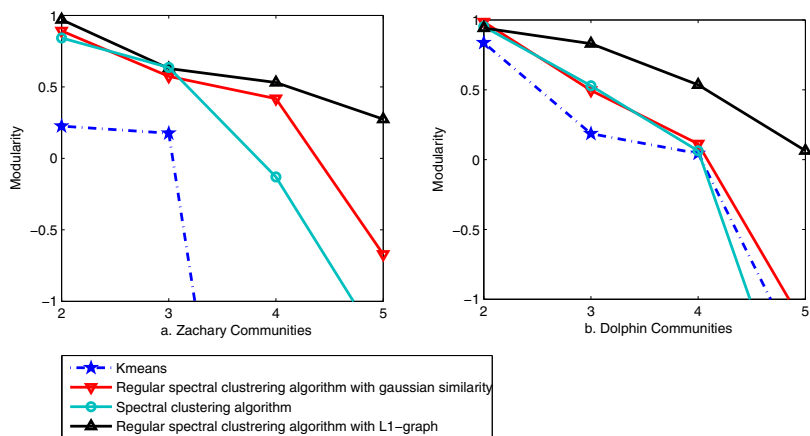 1
0.5
0
−0.5
−1
Modularity
2
3
4
5
a. Zachary Communities
1
0.5
0
−0.5
−1
Modularity
2
3
4
5
b. Dolphin Communities
Kmeans
Regular spectral clustrering algorithm with gaussian similarity
Spectral clustering algorithm
Regular spectral clustrering algorithm with L1−graph